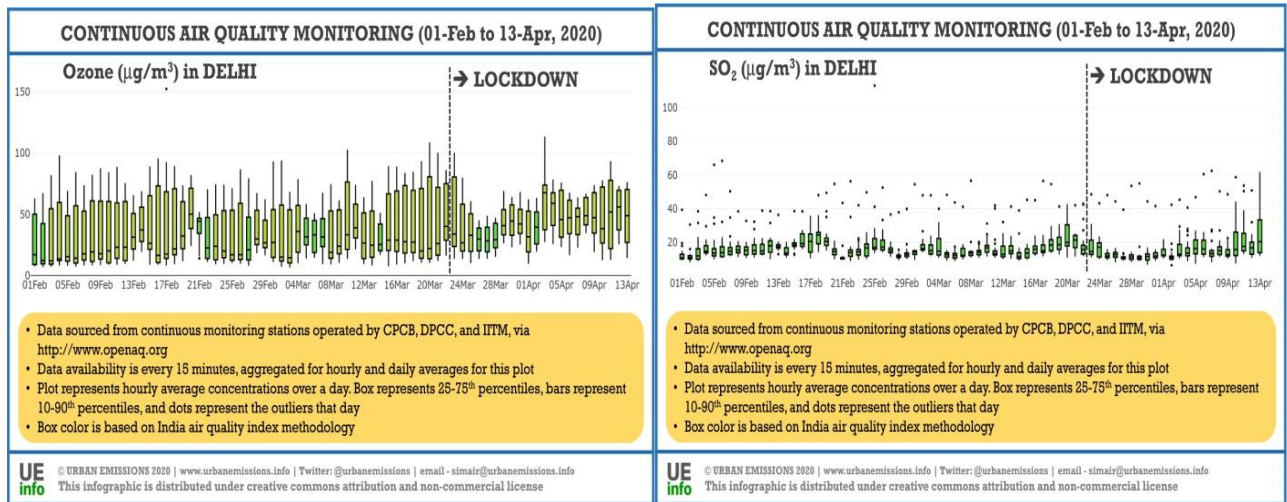 CONTINUOUS AIR QUALITY MONITORING (01-Feb to 13-Apr, 2020)
Ozone (µg/m³) in DELHI
➔ LOCKDOWN
150
100
50
0
01Feb 05Feb 09Feb 13Feb 17Feb 21Feb 25Feb 29Feb 04Mar 08Mar 12Mar 16Mar 20Mar 24Mar 28Mar 01Apr 05Apr 09Apr 13Apr
• Data sourced from continuous monitoring stations operated by CPCB, DPCC, and IITM, via
http://www.openaq.org
• Data availability is every 15 minutes, aggregated for hourly and daily averages for this plot
• Plot represents hourly average concentrations over a day. Box represents 25-75th percentiles, bars represent
10-90th percentiles, and dots represent the outliers that day
• Box color is based on India air quality index methodology
UE
info
© URBAN EMISSIONS 2020 | www.urbanemissions.info | Twitter: @urbanemissions | email - simair@urbanemissions.info
This infographic is distributed under creative commons attribution and non-commercial license
CONTINUOUS AIR QUALITY MONITORING (01-Feb to 13-Apr, 2020)
SO₂ (µg/m³) in DELHI
➔ LOCKDOWN
100
80
60
40
20
01Feb 05Feb 09Feb 13Feb 17Feb 21Feb 25Feb 29Feb 04Mar 08Mar 12Mar 16Mar 20Mar 24Mar 28Mar 01Apr 05Apr 09Apr 13Apr
• Data sourced from continuous monitoring stations operated by CPCB, DPCC, and IITM, via
http://www.openaq.org
• Data availability is every 15 minutes, aggregated for hourly and daily averages for this plot
• Plot represents hourly average concentrations over a day. Box represents 25-75th percentiles, bars represent
10-90th percentiles, and dots represent the outliers that day
• Box color is based on India air quality index methodology
UE
info
© URBAN EMISSIONS 2020 | www.urbanemissions.info | Twitter: @urbanemissions | email - simair@urbanemissions.info
This infographic is distributed under creative commons attribution and non-commercial license